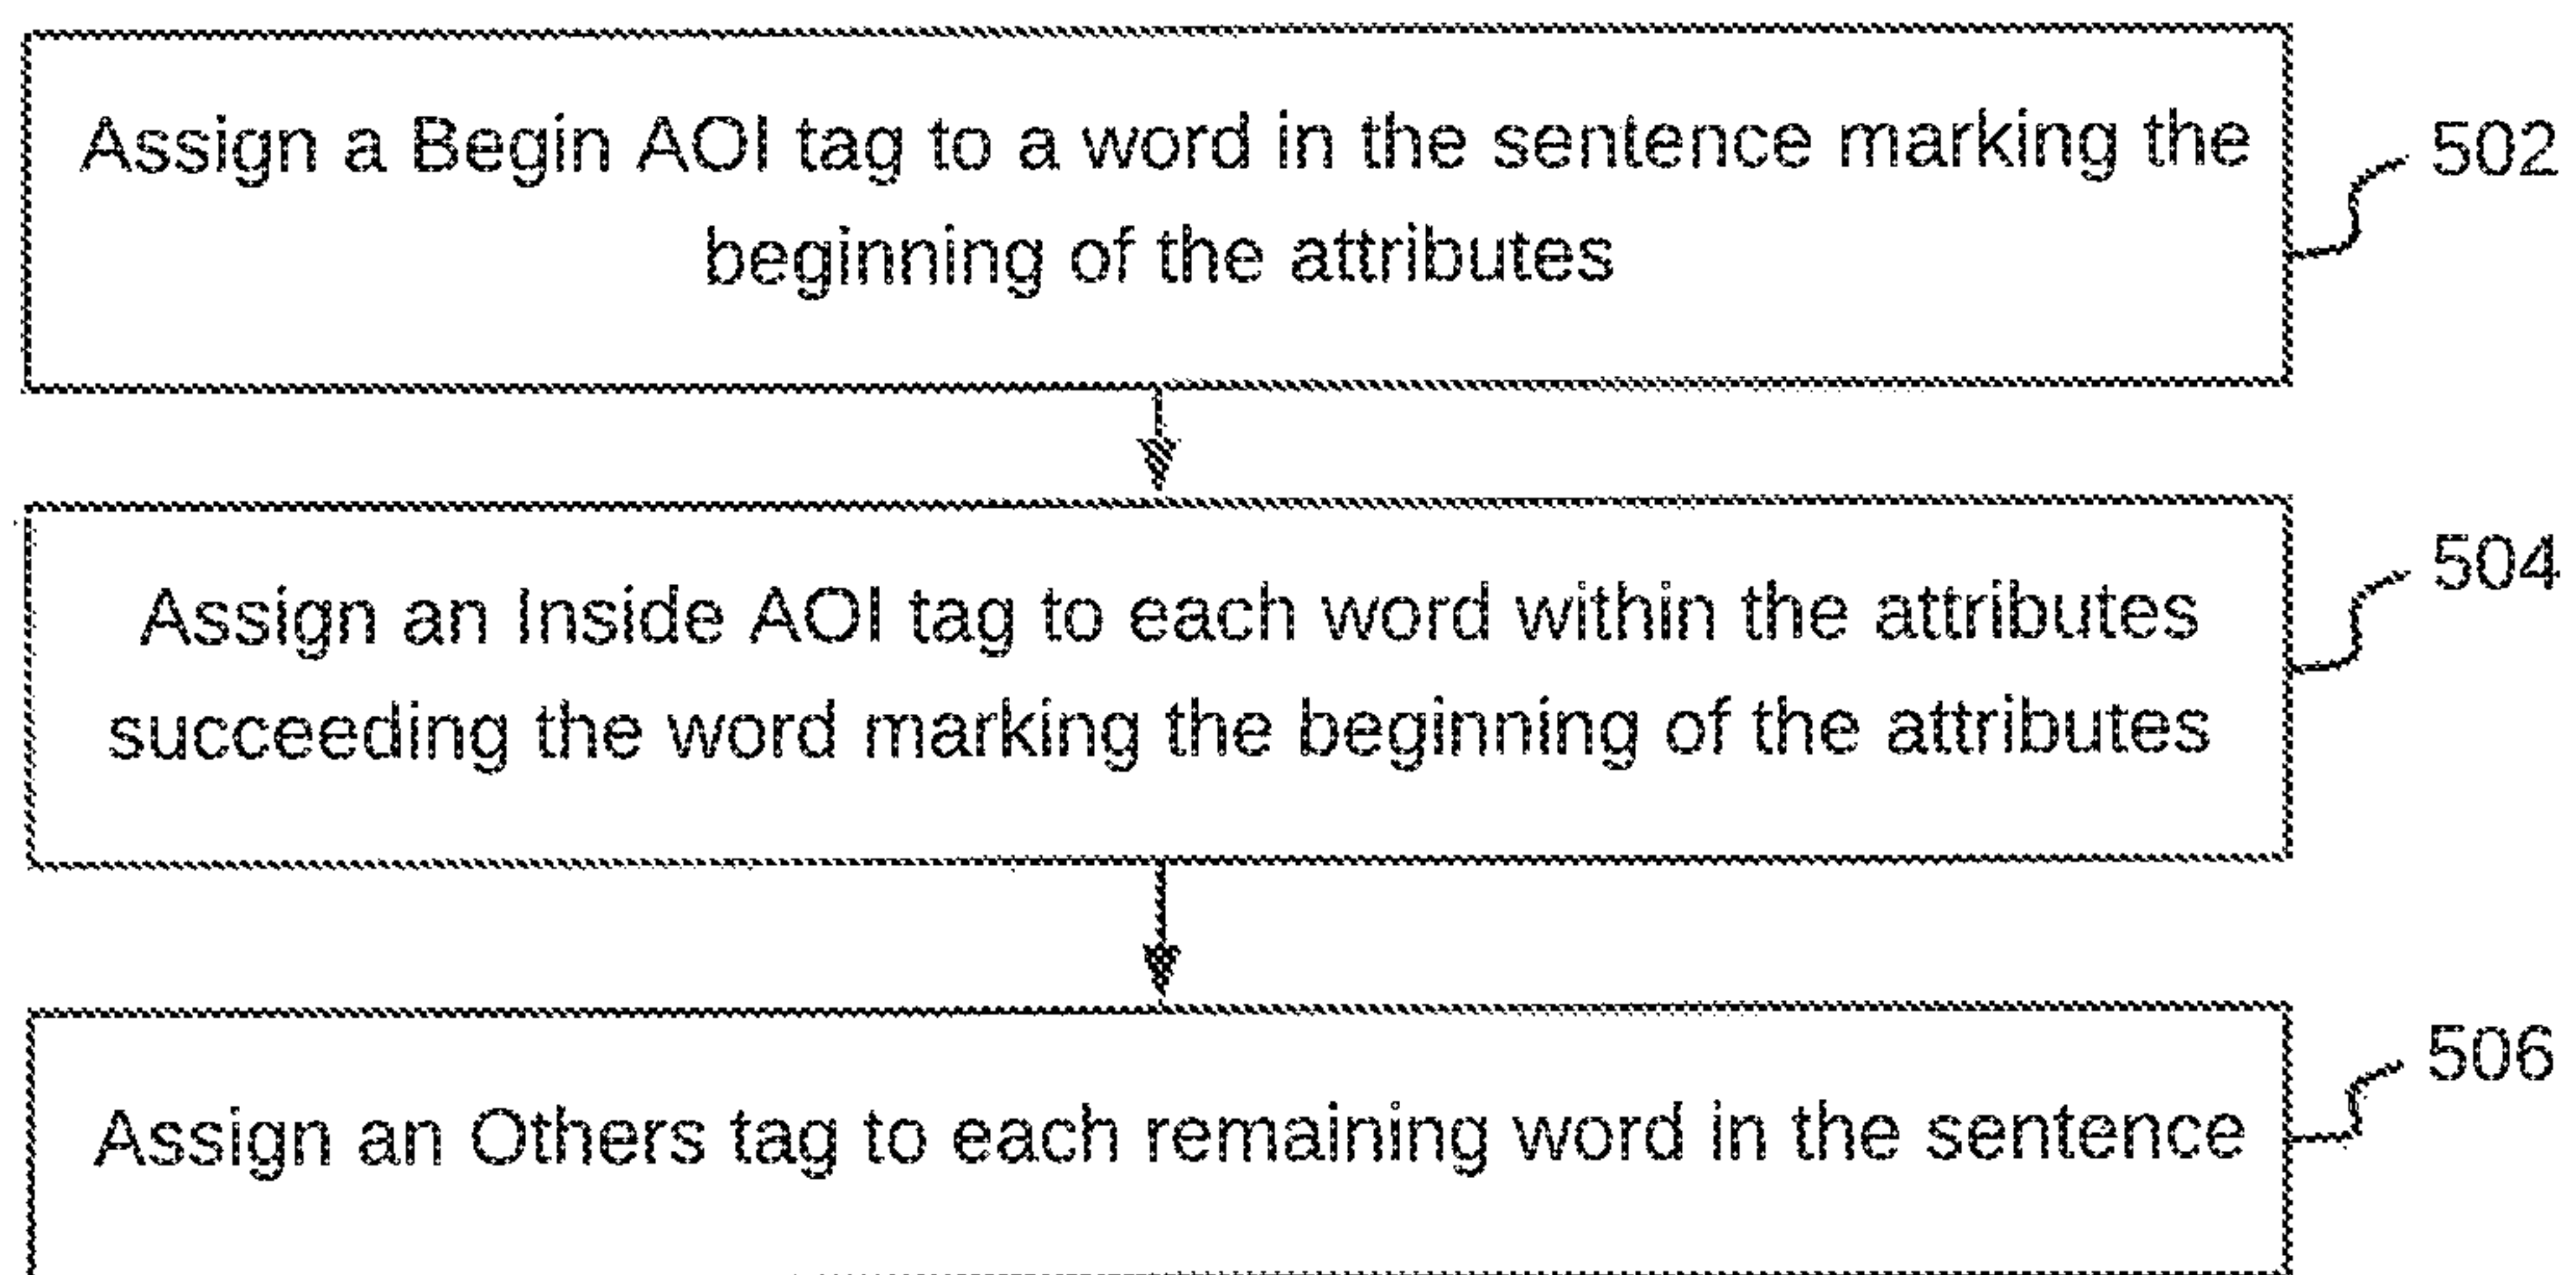 Assign a Begin AOI tag to a word in the sentence marking the
beginning of the attributes
502
Assign an Inside AOI tag to each word within the attributes
succeeding the word marking the beginning of the attributes
504
Assign an Others tag to each remaining word in the sentence
506